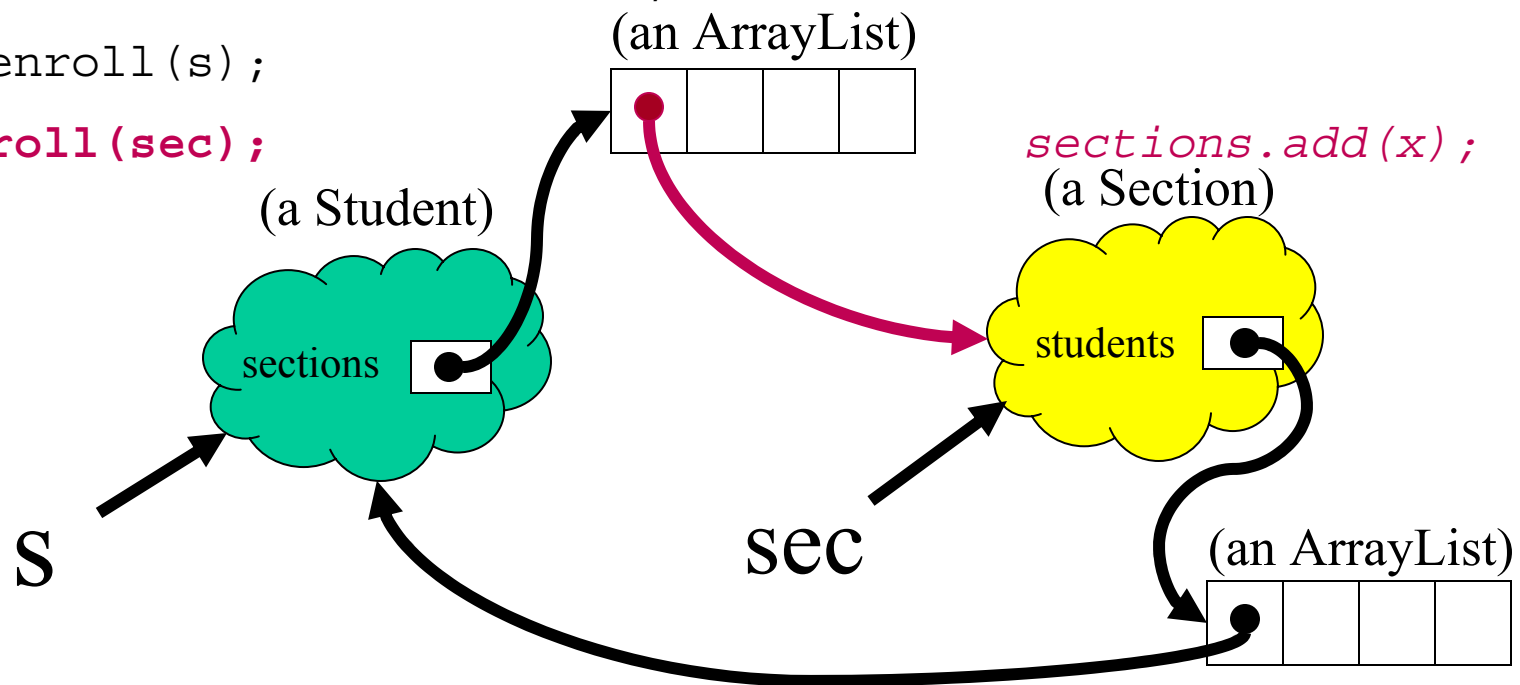 (an ArrayList)
enroll(s);
roll(sec);
sections.add(x);
(a Student)
(a Section)
sections
students
s
sec
(an ArrayList)